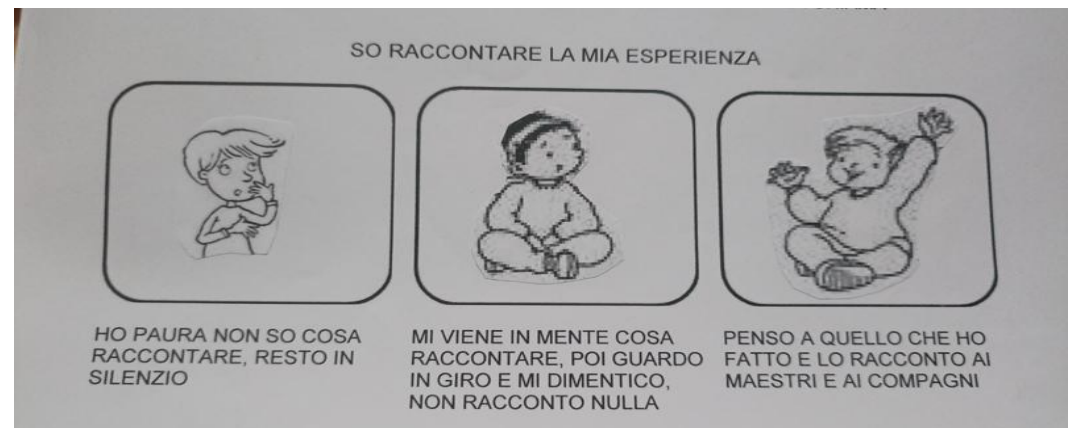 SO RACCONTARE LA MIA ESPERIENZA
HO PAURA NON SO COSA
RACCONTARE, RESTO IN
SILENZIO
MI VIENE IN MENTE COSA
RACCONTARE, POI GUARDO
IN GIRO E MI DIMENTICO,
NON RACCONTO NULLA
PENSO A QUELLO CHE HO
FATTO E LO RACCONTO AI
MAESTRI E AI COMPAGNI